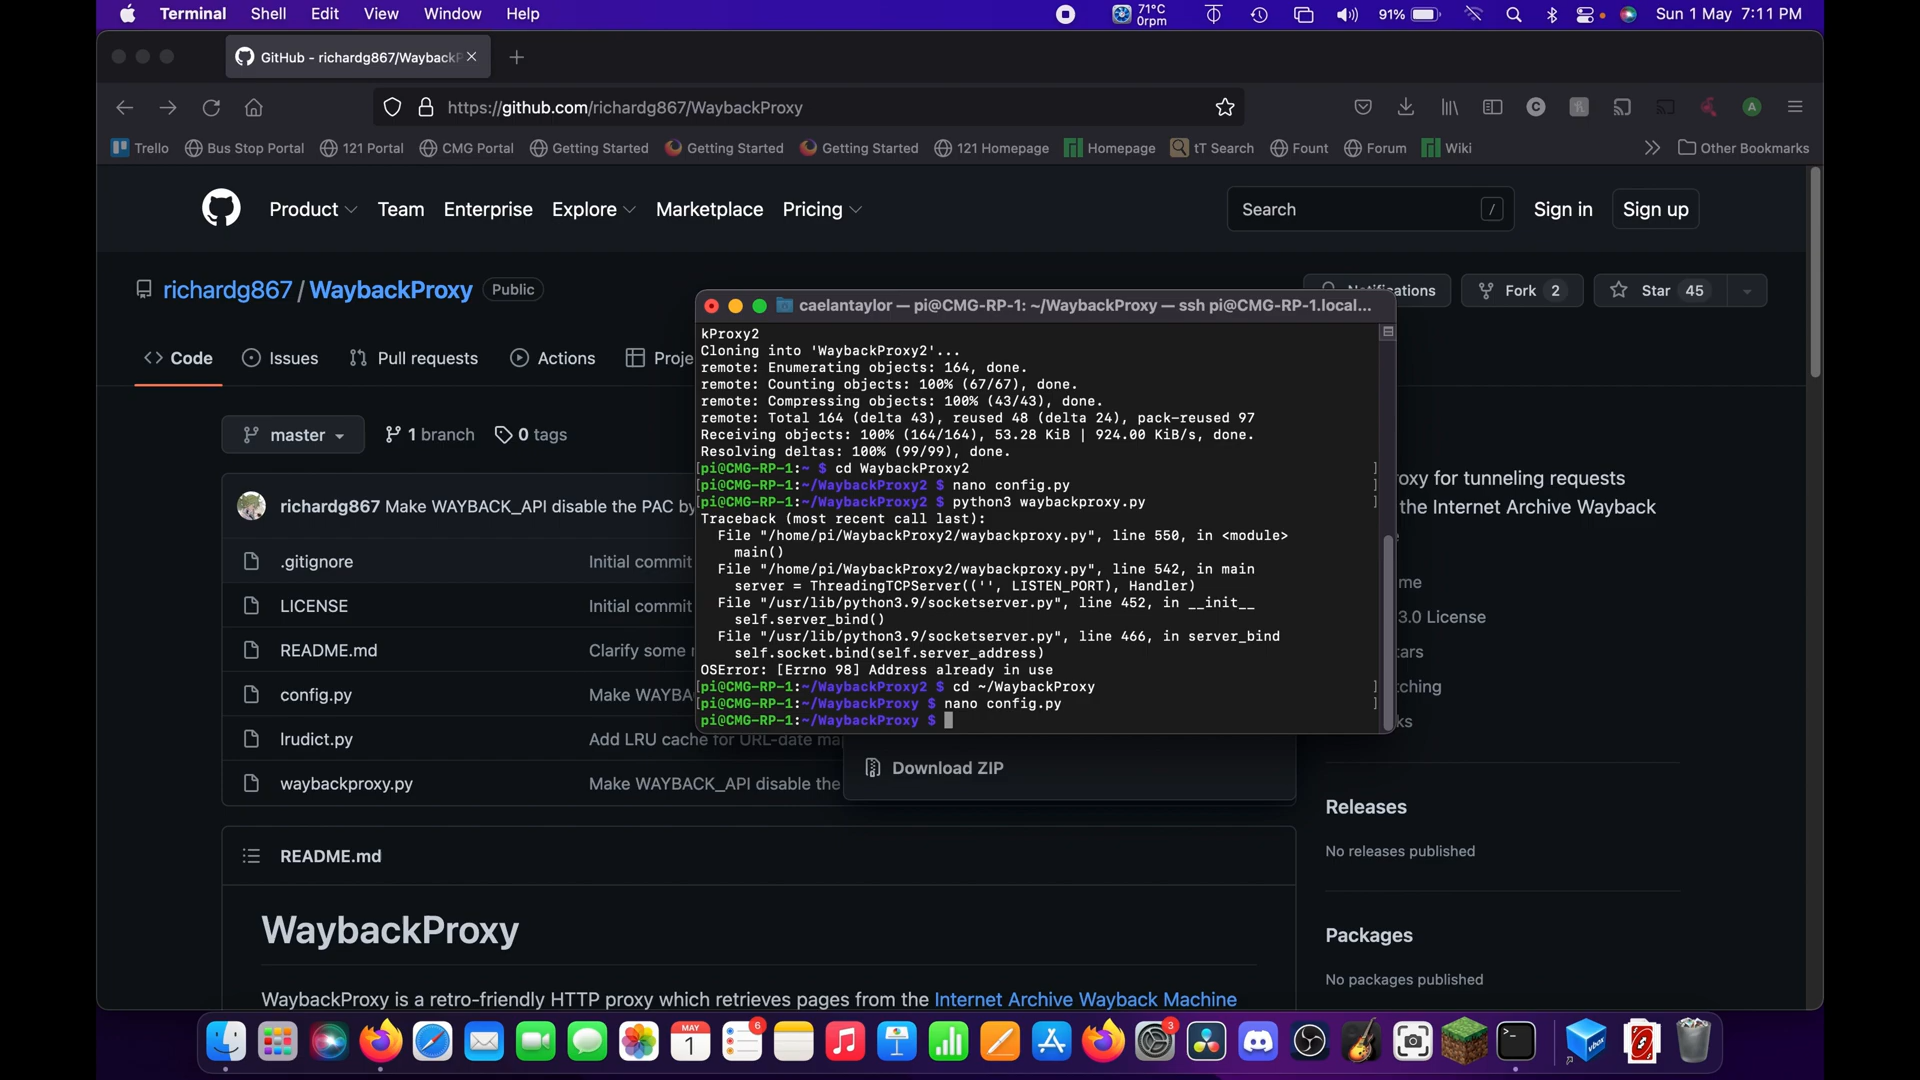 Terminal Shell Edit View Window Help
71°C
0rpm
91%
Sun 1 May 7:11 PM
GitHub - richardg867/WaybackP
https://github.com/richardg867/WaybackProxy
Trello Bus Stop Portal 121 Portal CMG Portal Getting Started Getting Started Getting Started 121 Homepage Homepage tT Search Fount Forum Wiki Other Bookmarks
Product Team Enterprise Explore Marketplace Pricing
Search /
Sign in Sign up
richardg867 / WaybackProxy Public
Notifications Fork 2 Star 45
Code Issues Pull requests Actions Proje
master 1 branch 0 tags
richardg867 Make WAYBACK_API disable the PAC by
.gitignore Initial commit
LICENSE Initial commit
README.md Clarify some
config.py Make WAYBA
lrudict.py Add LRU cache for URL-date ma
waybackproxy.py Make WAYBACK_API disable the
caelantaylor — pi@CMG-RP-1: ~/WaybackProxy — ssh pi@CMG-RP-1.local...
kProxy2
Cloning into 'WaybackProxy2'...
remote: Enumerating objects: 164, done.
remote: Counting objects: 100% (67/67), done.
remote: Compressing objects: 100% (43/43), done.
remote: Total 164 (delta 43), reused 48 (delta 24), pack-reused 97
Receiving objects: 100% (164/164), 53.28 KiB | 924.00 KiB/s, done.
Resolving deltas: 100% (99/99), done.
[pi@CMG-RP-1:~ $ cd WaybackProxy2 ]
[pi@CMG-RP-1:~/WaybackProxy2 $ nano config.py ]
[pi@CMG-RP-1:~/WaybackProxy2 $ python3 waybackproxy.py ]
Traceback (most recent call last):
File "/home/pi/WaybackProxy2/waybackproxy.py", line 550, in <module>
main()
File "/home/pi/WaybackProxy2/waybackproxy.py", line 542, in main
server = ThreadingTCPServer(('', LISTEN_PORT), Handler)
File "/usr/lib/python3.9/socketserver.py", line 452, in __init__
self.server_bind()
File "/usr/lib/python3.9/socketserver.py", line 466, in server_bind
self.socket.bind(self.server_address)
OSError: [Errno 98] Address already in use
[pi@CMG-RP-1:~/WaybackProxy2 $ cd ~/WaybackProxy ]
[pi@CMG-RP-1:~/WaybackProxy $ nano config.py ]
pi@CMG-RP-1:~/WaybackProxy $
Download ZIP
oxy for tunneling requests
the Internet Archive Wayback
me
3.0 License
ars
ching
ks
Releases
No releases published
Packages
No packages published
README.md
WaybackProxy
WaybackProxy is a retro-friendly HTTP proxy which retrieves pages from the Internet Archive Wayback Machine
MAY
1
6
3
vbox